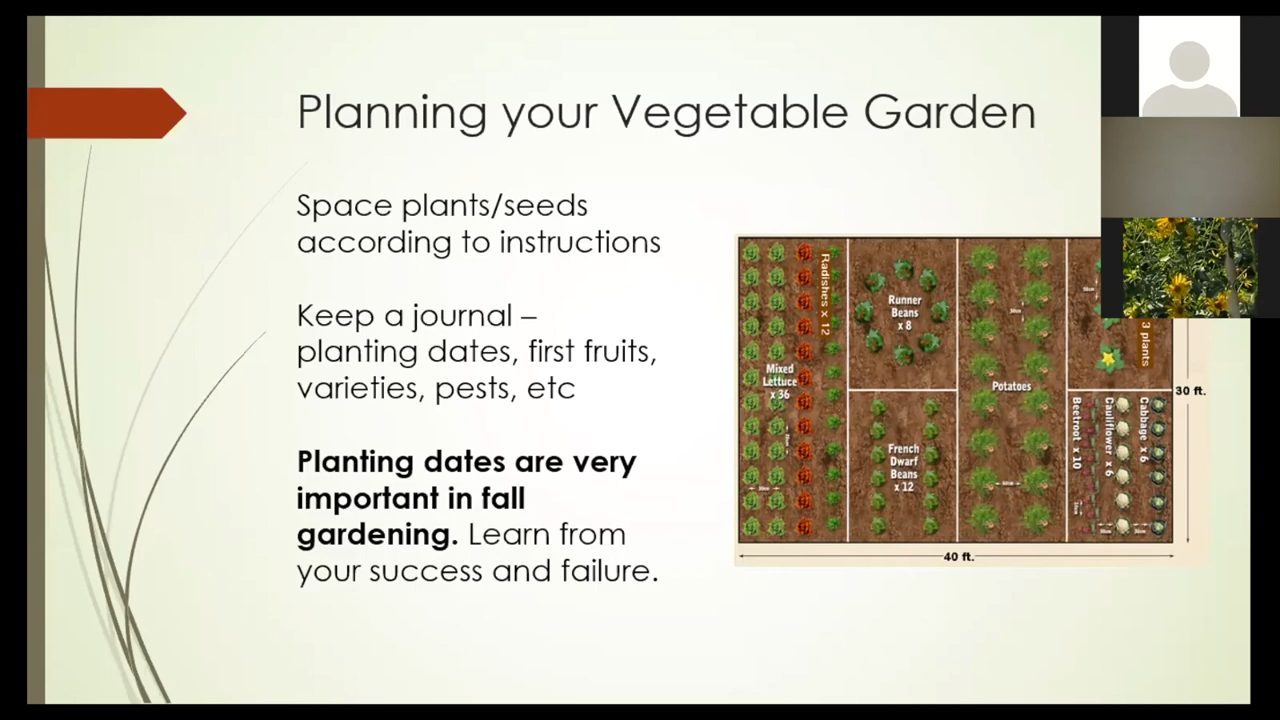 Planning your Vegetable Garden
Space plants/seeds
according to instructions
Keep a journal –
planting dates, first fruits,
varieties, pests, etc
Planting dates are very
important in fall
gardening. Learn from
your success and failure.
Radishes x 12
Mixed
Lettuce
x 36
Runner
Beans
x 8
French
Dwarf
Beans
x 12
Potatoes
3 plants
Beetroot x 10
Cauliflower x 6
Cabbage x 6
30 ft.
40 ft.